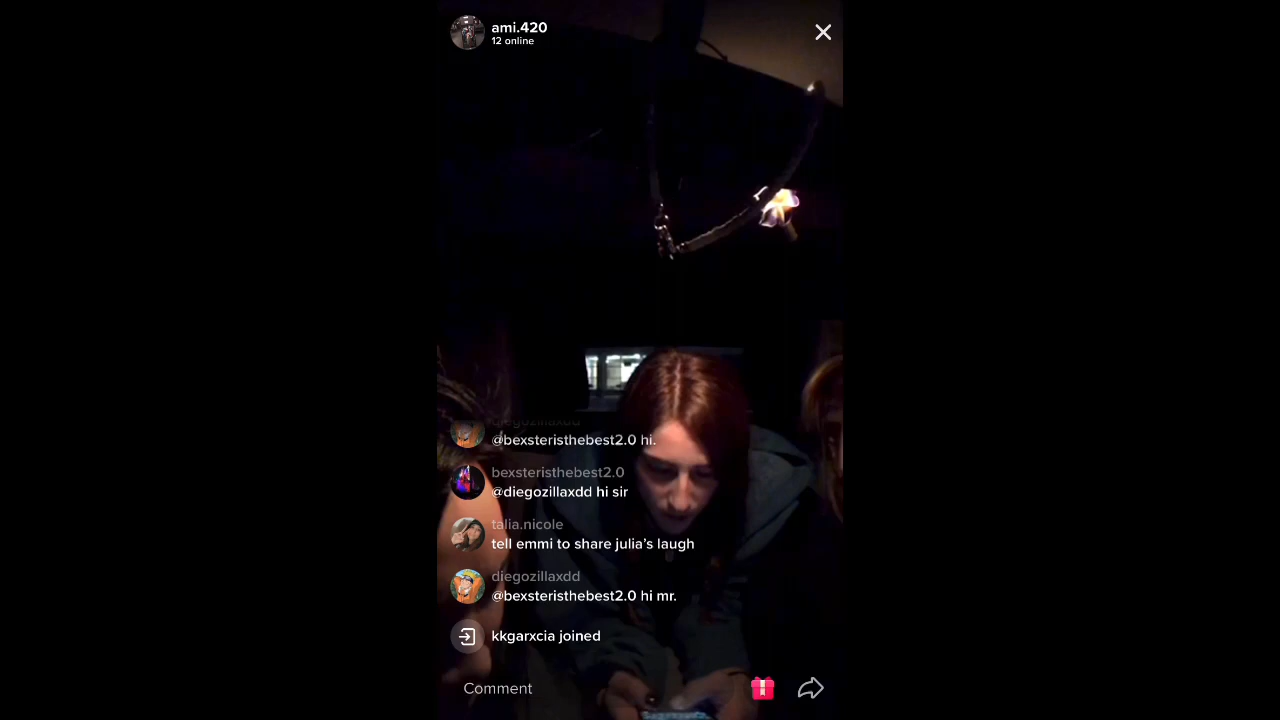 ami.420
12 online
diegozillaxdd
@bexsteristhebest2.0 hi.
bexsteristhebest2.0
@diegozillaxdd hi sir
talia.nicole
tell emmi to share julia's laugh
diegozillaxdd
@bexsteristhebest2.0 hi mr.
kkgarxcia joined
Comment